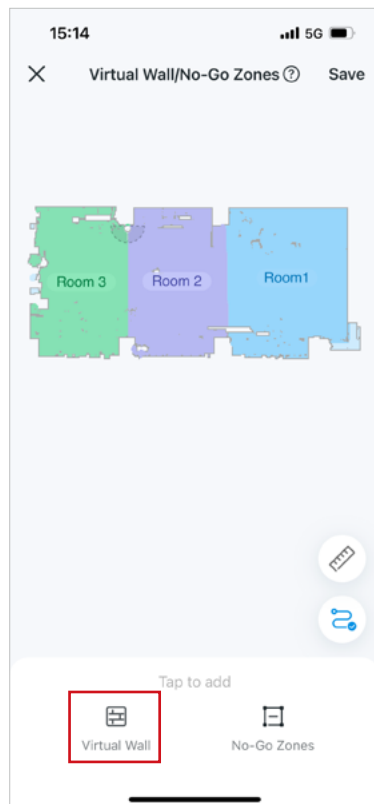 15:14 5G
Virtual Wall/No-Go Zones ? Save
Room 3 Room 2 Room1
Tap to add
Virtual Wall No-Go Zones